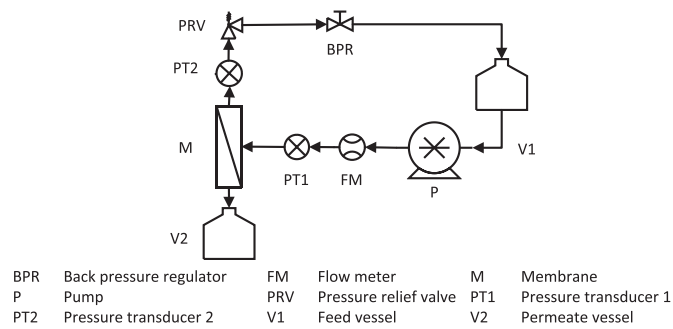 PRV
BPR
PT2
M
PT1
FM
P
V1
V2
BPR Back pressure regulator FM Flow meter M Membrane
P Pump PRV Pressure relief valve PT1 Pressure transducer 1
PT2 Pressure transducer 2 V1 Feed vessel V2 Permeate vessel